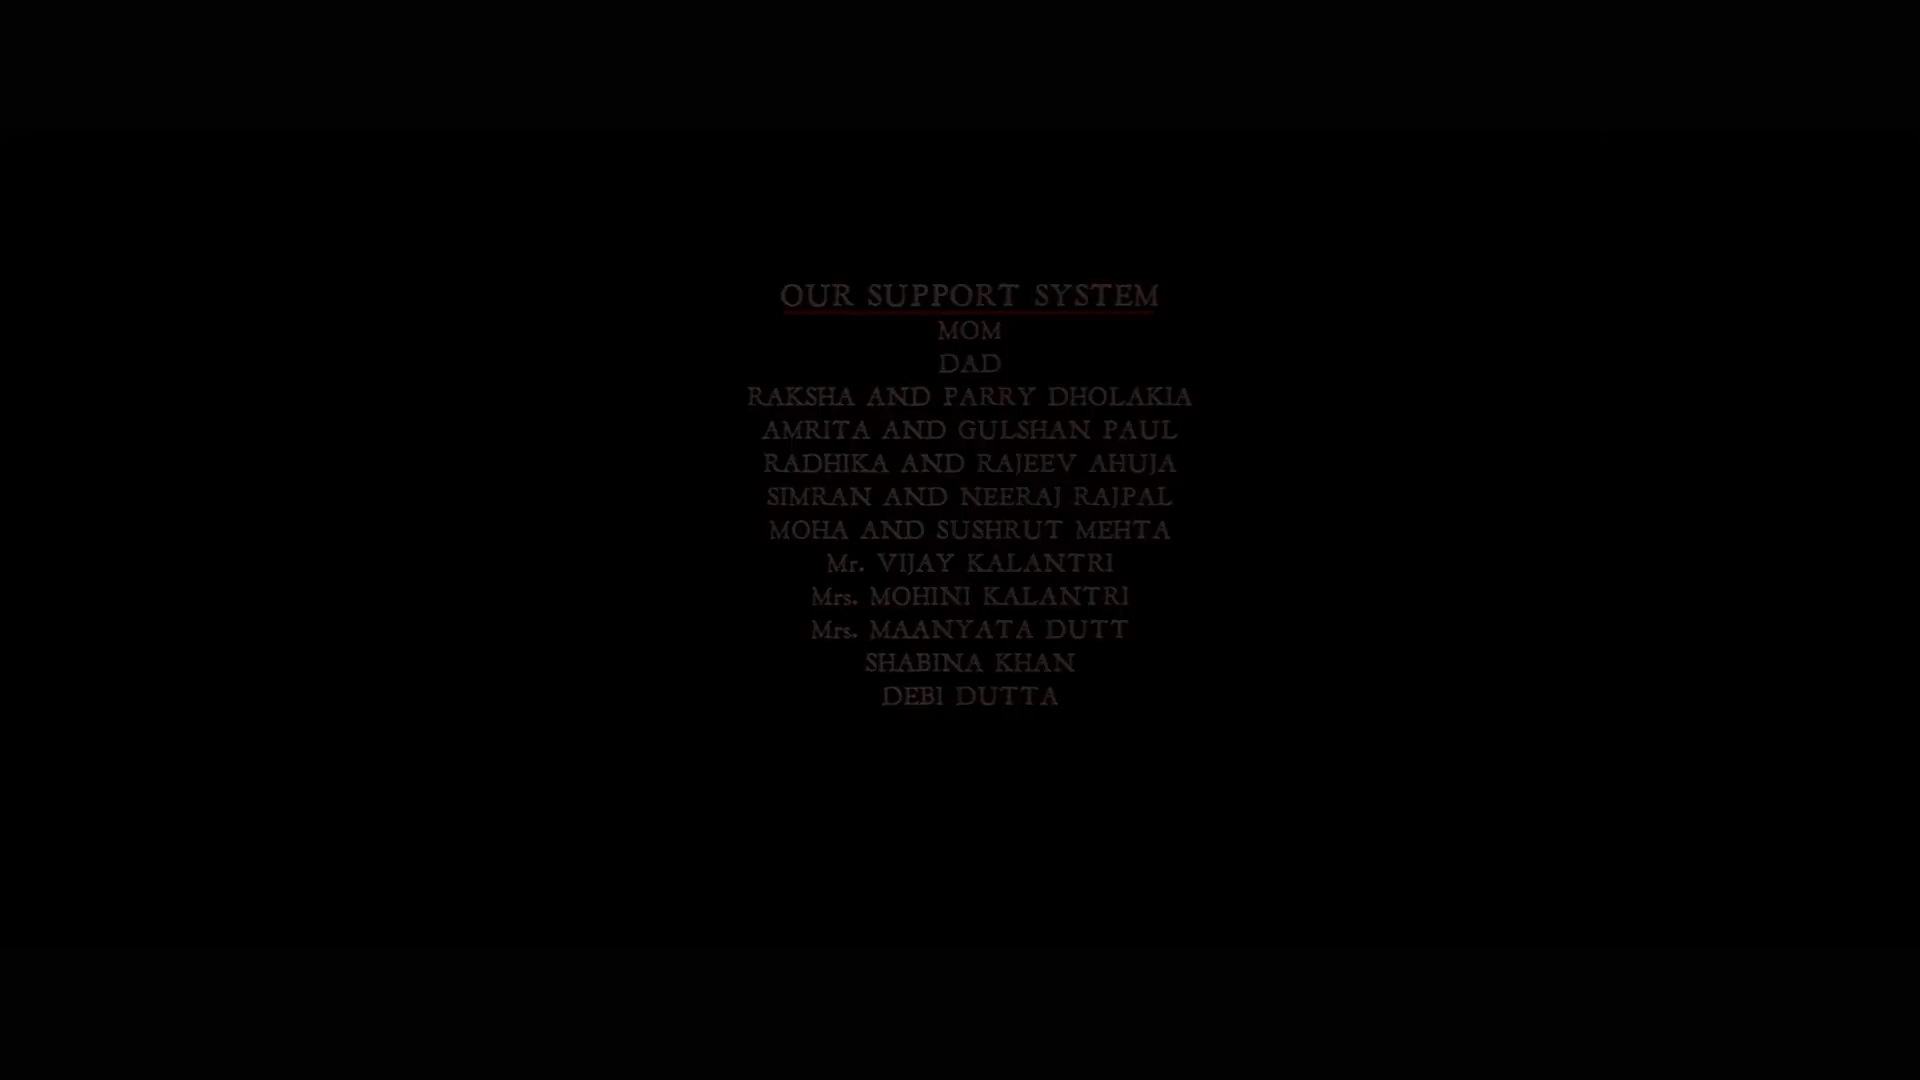 OUR SUPPORT SYSTEM
MOM
DAD
RAKSHA AND PARRY DHOLAKIA
AMRITA AND GULSHAN PAUL
RADHIKA AND RAJEEV AHUJA
SIMRAN AND NEERAJ RAJPAL
MOHA AND SUSHRUT MEHTA
Mr. VIJAY KALANTRI
Mrs. MOHINI KALANTRI
Mrs. MAANYATA DUTT
SHABINA KHAN
DEBI DUTTA